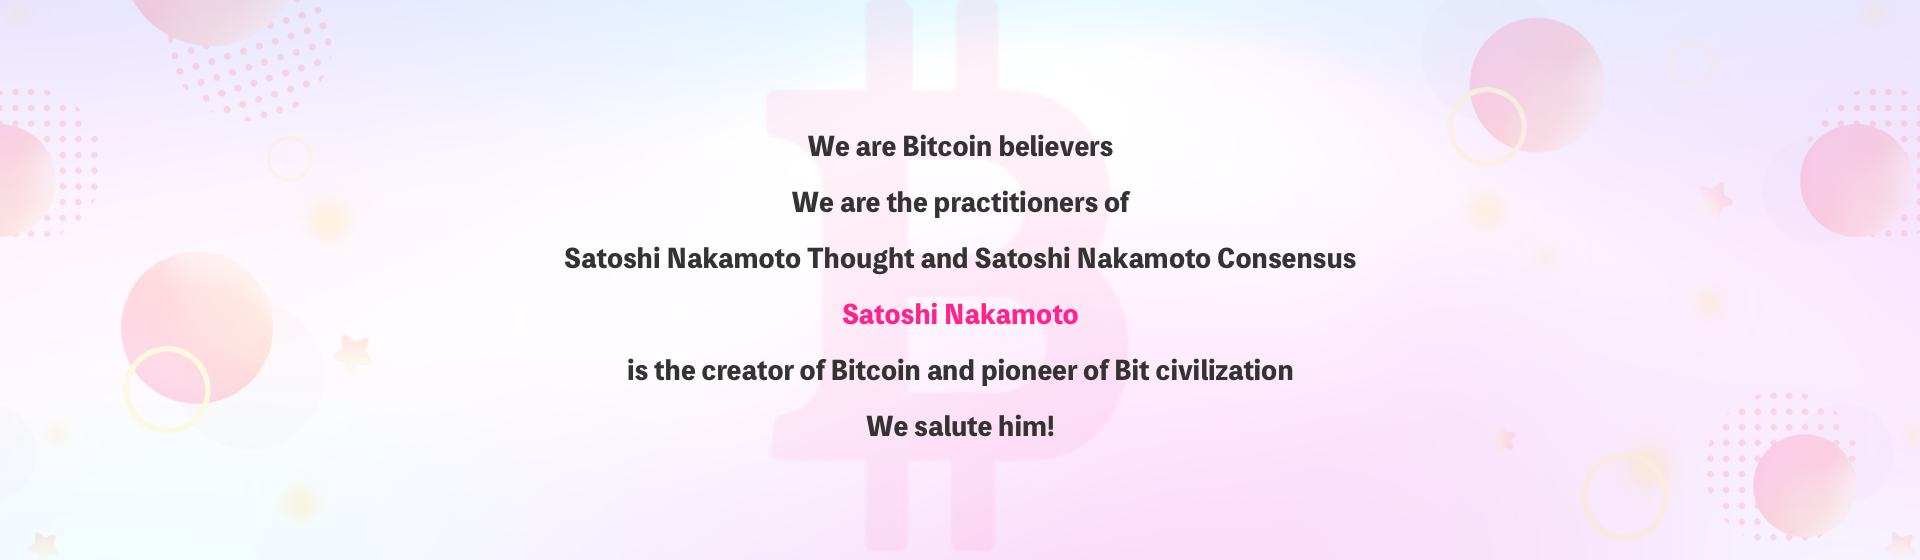 We are Bitcoin believers
We are the practitioners of
Satoshi Nakamoto Thought and Satoshi Nakamoto Consensus
Satoshi Nakamoto
is the creator of Bitcoin and pioneer of Bit civilization
We salute him!